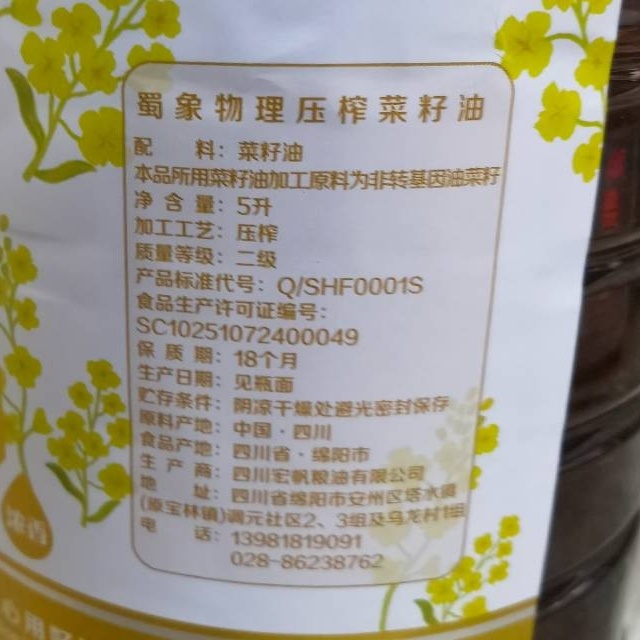 蜀象物理压榨菜籽油
配料：菜籽油
本品所用菜籽油加工原料为非转基因油菜籽
净含量：5升
加工工艺：压榨
质量等级：二级
产品标准代号：Q/SHF0001S
食品生产许可证编号：
SC10251072400049
保质期：18个月
生产日期：见瓶面
贮存条件：阴凉干燥处避光密封保存
原料产地：中国·四川
食品产地：四川省·绵阳市
生产商：四川宏帆粮油有限公司
地址：四川省绵阳市安州区塔水镇
(原宝林镇)调元社区2、3组及乌龙村1组
电话：13981819091
028-86238762
浓香